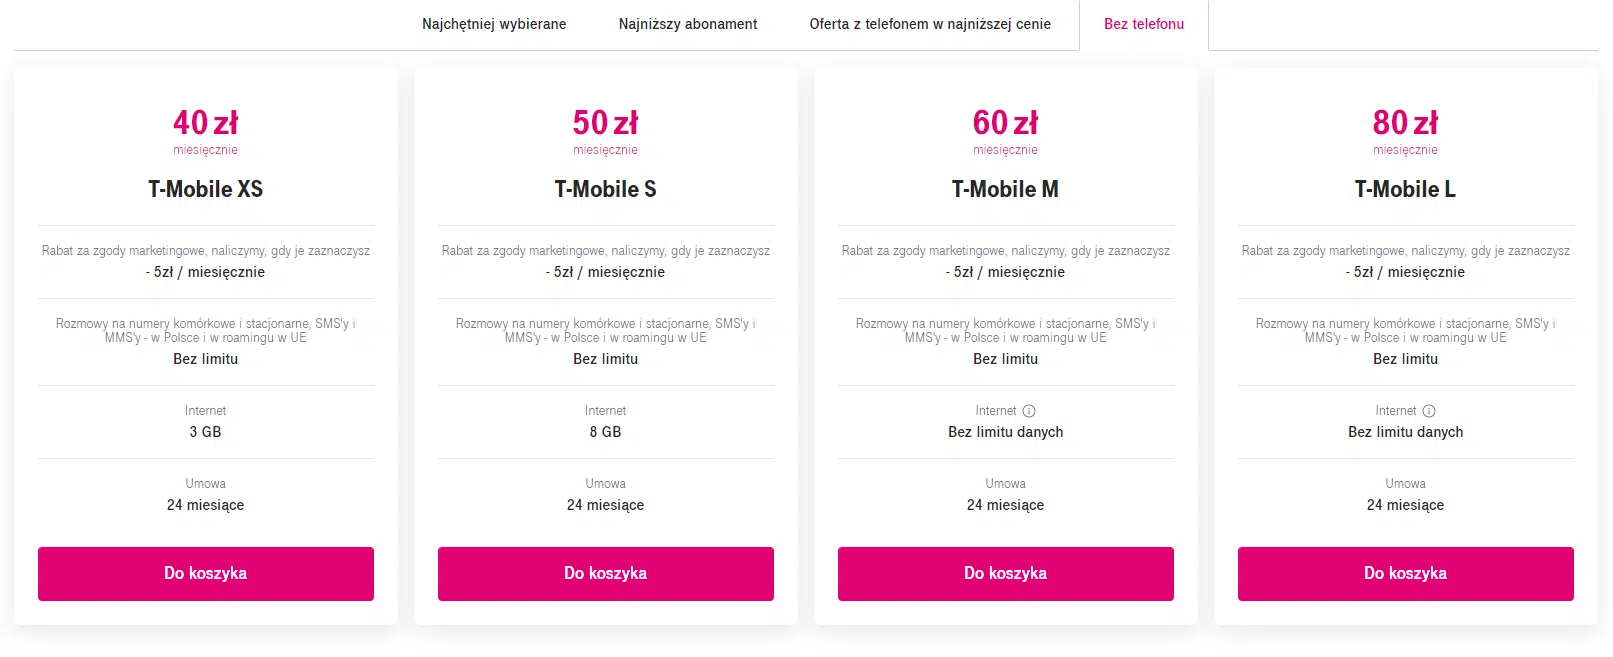 Najchętniej wybierane
Najniższy abonament
Oferta z telefonem w najniższej cenie
Bez telefonu
40 zł
miesięcznie
T-Mobile XS
Rabat za zgody marketingowe, naliczymy, gdy je zaznaczysz
- 5zł / miesięcznie
Rozmowy na numery komórkowe i stacjonarne, SMS'y i
MMS'y - w Polsce i w roamingu w UE
Bez limitu
Internet
3 GB
Umowa
24 miesiące
Do koszyka
50 zł
miesięcznie
T-Mobile S
Rabat za zgody marketingowe, naliczymy, gdy je zaznaczysz
- 5zł / miesięcznie
Rozmowy na numery komórkowe i stacjonarne, SMS'y i
MMS'y - w Polsce i w roamingu w UE
Bez limitu
Internet
8 GB
Umowa
24 miesiące
Do koszyka
60 zł
miesięcznie
T-Mobile M
Rabat za zgody marketingowe, naliczymy, gdy je zaznaczysz
- 5zł / miesięcznie
Rozmowy na numery komórkowe i stacjonarne, SMS'y i
MMS'y - w Polsce i w roamingu w UE
Bez limitu
Internet
Bez limitu danych
Umowa
24 miesiące
Do koszyka
80 zł
miesięcznie
T-Mobile L
Rabat za zgody marketingowe, naliczymy, gdy je zaznaczysz
- 5zł / miesięcznie
Rozmowy na numery komórkowe i stacjonarne, SMS'y i
MMS'y - w Polsce i w roamingu w UE
Bez limitu
Internet
Bez limitu danych
Umowa
24 miesiące
Do koszyka